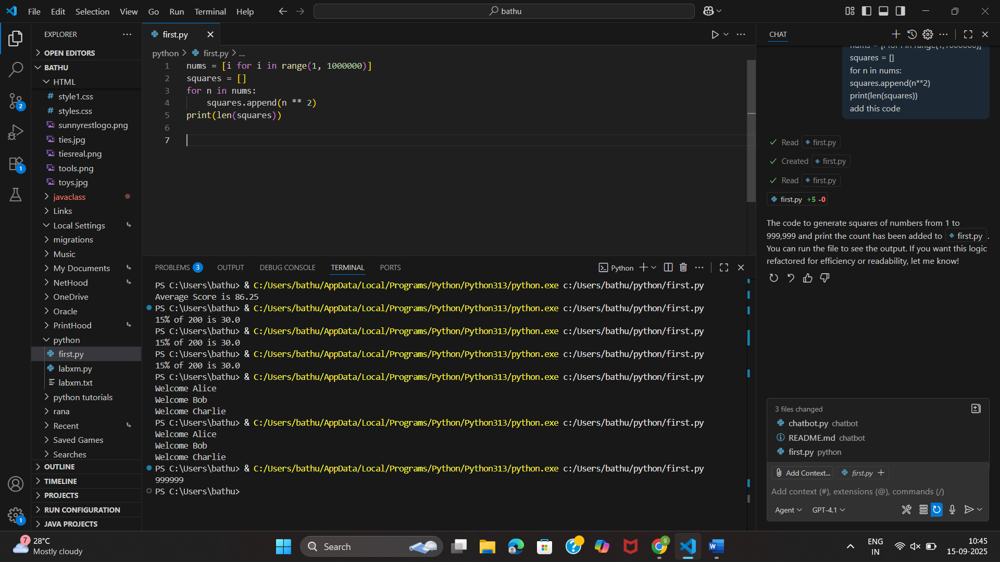 File Edit Selection View Go Run Terminal Help
bathu
EXPLORER
OPEN EDITORS
BATHU
HTML
style1.css
styles.css
sunnyrestlogo.png
ties.jpg
tiesreal.png
tools.png
toys.jpg
javaclass
Links
Local Settings
migrations
Music
My Documents
NetHood
OneDrive
Oracle
PrintHood
python
first.py
labxm.py
labxm.txt
python tutorials
rana
Recent
Saved Games
Searches
OUTLINE
TIMELINE
PROJECTS
RUN CONFIGURATION
JAVA PROJECTS
2
1
1
first.py
python > first.py > ...
1 nums = [i for i in range(1, 1000000)]
2 squares = []
3 for n in nums:
4 squares.append(n ** 2)
5 print(len(squares))
6
7
PROBLEMS 3 OUTPUT DEBUG CONSOLE TERMINAL PORTS
Python
PS C:\Users\bathu> & C:/Users/bathu/AppData/Local/Programs/Python/Python313/python.exe c:/Users/bathu/python/first.py
Average Score is 86.25
PS C:\Users\bathu> & C:/Users/bathu/AppData/Local/Programs/Python/Python313/python.exe c:/Users/bathu/python/first.py
15% of 200 is 30.0
PS C:\Users\bathu> & C:/Users/bathu/AppData/Local/Programs/Python/Python313/python.exe c:/Users/bathu/python/first.py
15% of 200 is 30.0
PS C:\Users\bathu> & C:/Users/bathu/AppData/Local/Programs/Python/Python313/python.exe c:/Users/bathu/python/first.py
15% of 200 is 30.0
PS C:\Users\bathu> & C:/Users/bathu/AppData/Local/Programs/Python/Python313/python.exe c:/Users/bathu/python/first.py
Welcome Alice
Welcome Bob
Welcome Charlie
PS C:\Users\bathu> & C:/Users/bathu/AppData/Local/Programs/Python/Python313/python.exe c:/Users/bathu/python/first.py
Welcome Alice
Welcome Bob
Welcome Charlie
PS C:\Users\bathu> & C:/Users/bathu/AppData/Local/Programs/Python/Python313/python.exe c:/Users/bathu/python/first.py
999999
PS C:\Users\bathu>
CHAT
nums = [i for i in range(1,1000000)]
squares = []
for n in nums:
squares.append(n**2)
print(len(squares))
add this code
Read first.py
Created first.py
Read first.py
first.py +5 -0
The code to generate squares of numbers from 1 to
999,999 and print the count has been added to first.py .
You can run the file to see the output. If you want this logic
refactored for efficiency or readability, let me know!
3 files changed
chatbot.py chatbot
README.md chatbot
first.py python
Add Context... first.py
Add context (#), extensions (@), commands (/)
Agent GPT-4.1
7
28°C
Mostly cloudy
Search
9
ENG
IN
10:45
15-09-2025